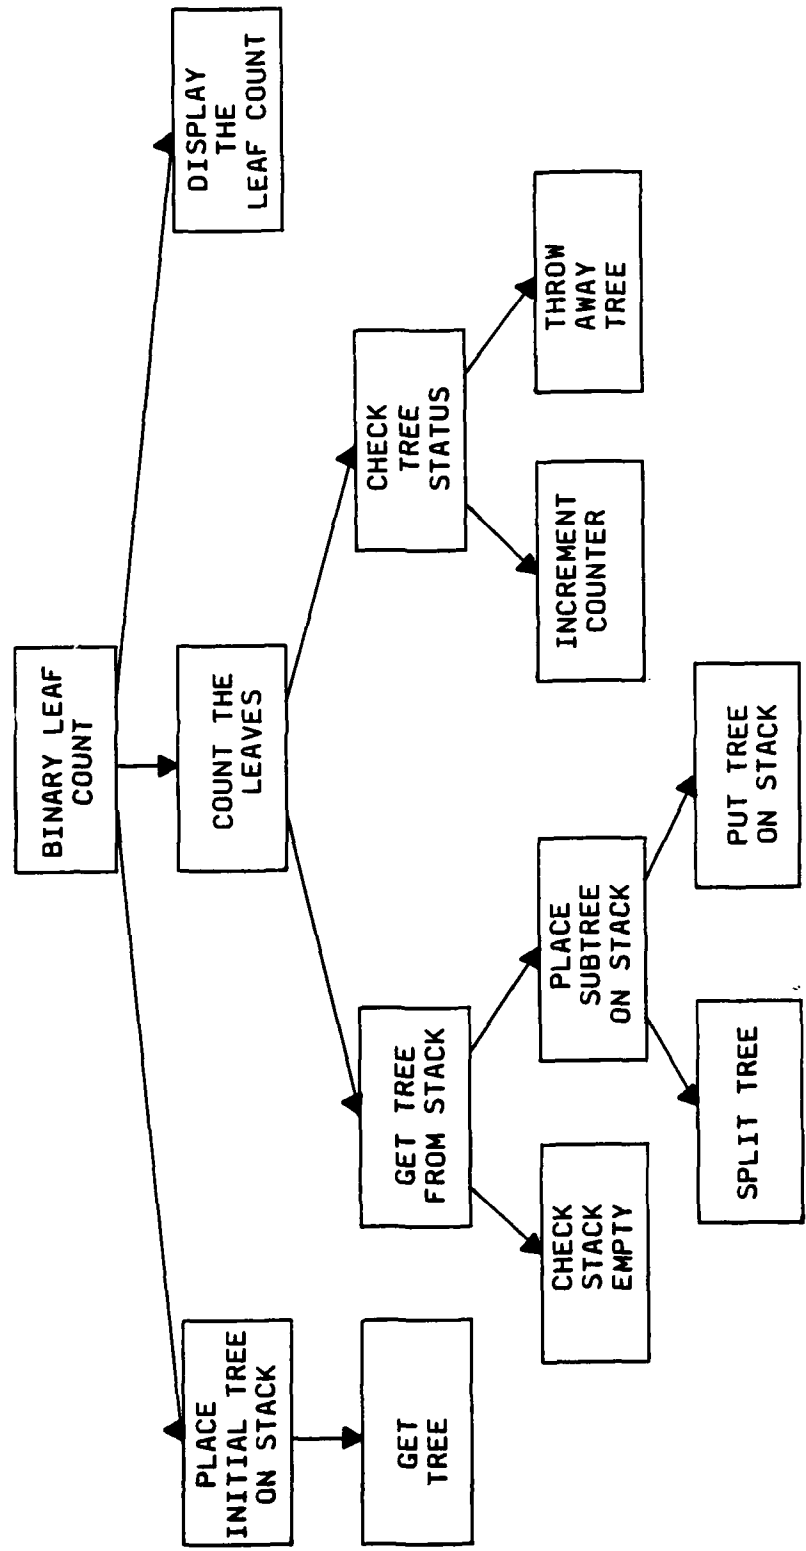 BINARY LEAF
COUNT
PLACE
INITIAL TREE
ON STACK
COUNT THE
LEAVES
DISPLAY
THE
LEAF COUNT
GET
TREE
GET TREE
FROM STACK
CHECK
TREE
STATUS
CHECK
STACK
EMPTY
PLACE
SUBTREE
ON STACK
INCREMENT
COUNTER
THROW
AWAY
TREE
SPLIT TREE
PUT TREE
ON STACK